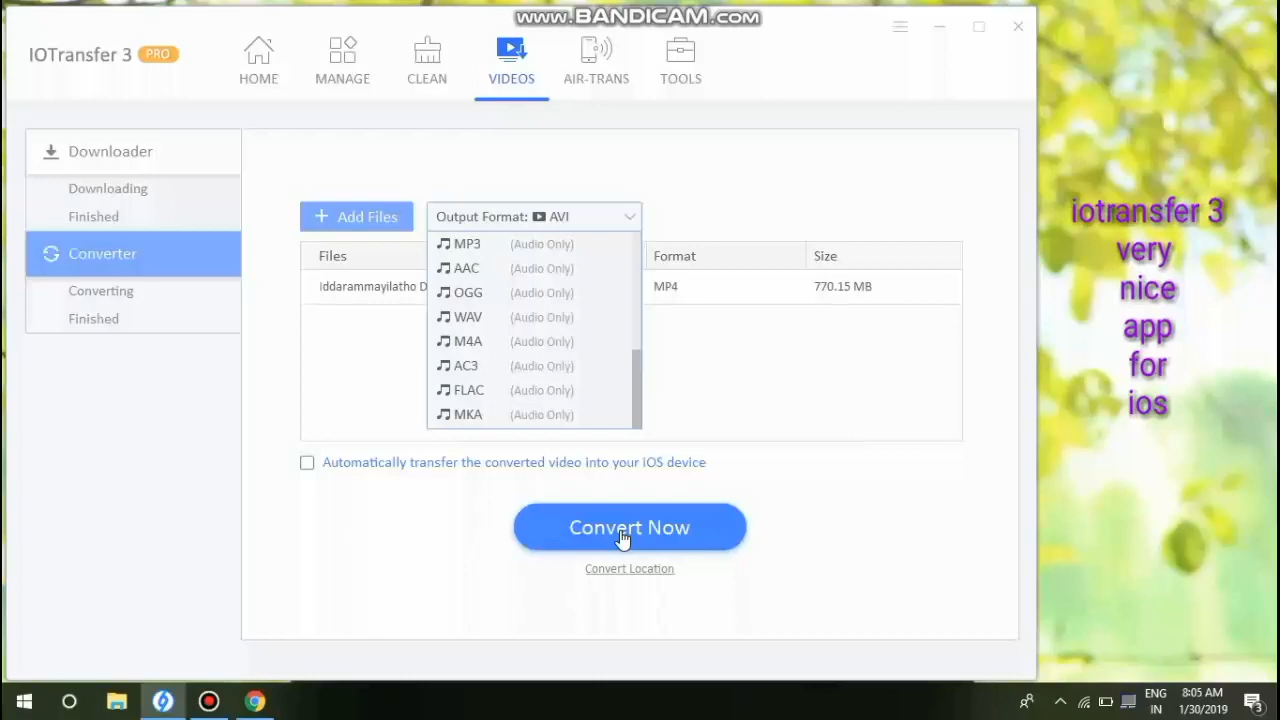 www.BANDICAM.com
IOTransfer 3 PRO
HOME MANAGE CLEAN VIDEOS AIR-TRANS TOOLS
Downloader
Downloading
Finished
Converter
Converting
Finished
+ Add Files
Output Format: AVI
Files Format Size
Iddarammayilatho D MP4 770.15 MB
MP3 (Audio Only)
AAC (Audio Only)
OGG (Audio Only)
WAV (Audio Only)
M4A (Audio Only)
AC3 (Audio Only)
FLAC (Audio Only)
MKA (Audio Only)
Automatically transfer the converted video into your iOS device
Convert Now
Convert Location
iotransfer 3
very
nice
app
for
ios
ENG
IN
8:05 AM
1/30/2019
3